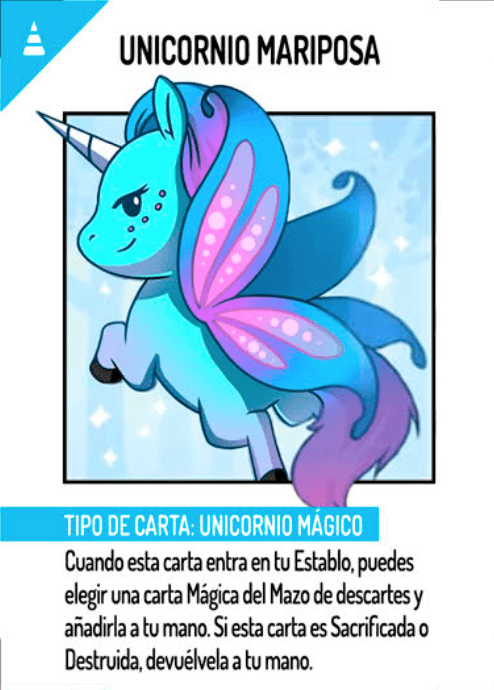 UNICORNIO MARIPOSA
TIPO DE CARTA: UNICORNIO MÁGICO
Cuando esta carta entra en tu Establo, puedes
elegir una carta Mágica del Mazo de descartes y
añadirla a tu mano. Si esta carta es Sacrificada o
Destruida, devuélvela a tu mano.